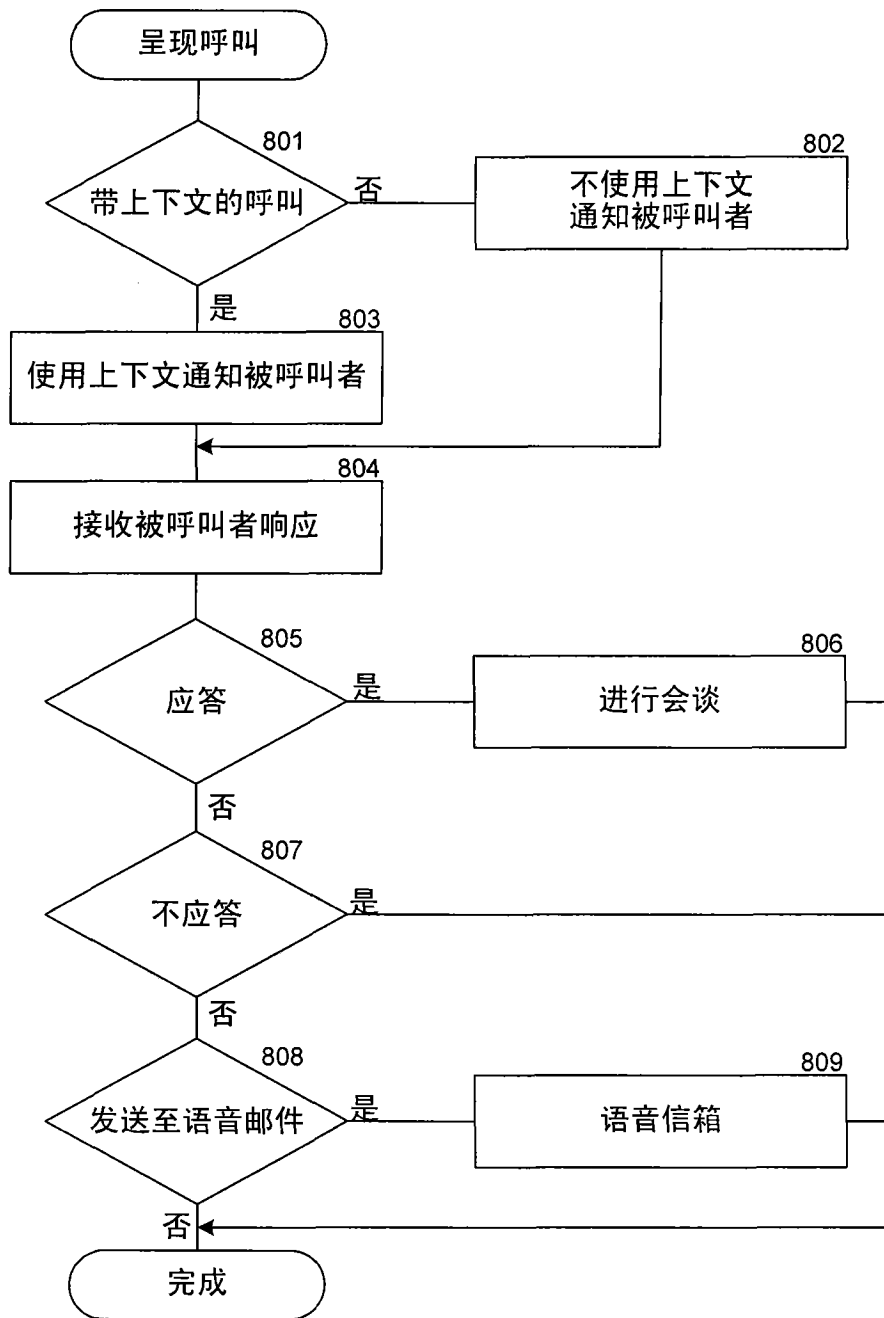 呈现呼叫
801
带上下文的呼叫
否
802
不使用上下文
通知被呼叫者
是
803
使用上下文通知被呼叫者
804
接收被呼叫者响应
805
应答
是
806
进行会谈
否
807
不应答
是
否
808
发送至语音邮件
是
809
语音信箱
否
完成